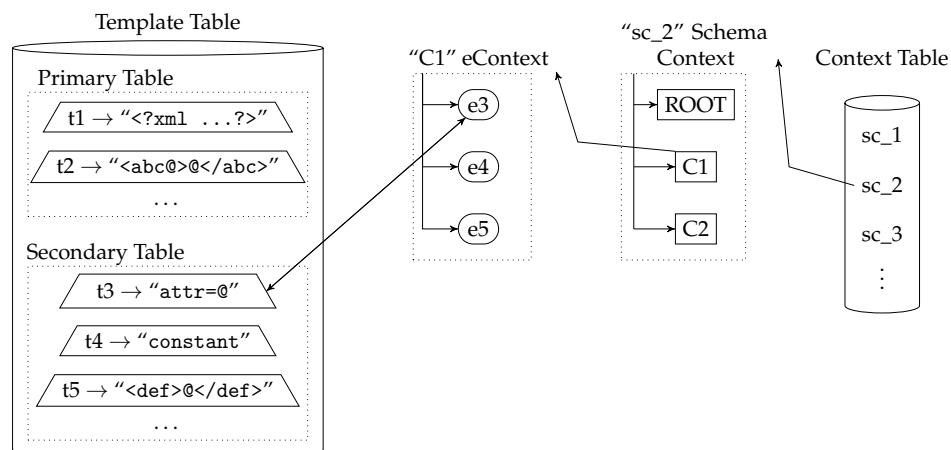 Template Table
Primary Table
t1 → “<?xml ...?>”
t2 → “<abc@>@</abc>”
...
Secondary Table
t3 → “attr=@”
t4 → “constant”
t5 → “<def>@</def>”
...
“C1” eContext
e3
e4
e5
“sc_2” Schema
Context
ROOT
C1
C2
Context Table
sc_1
sc_2
sc_3
⋮